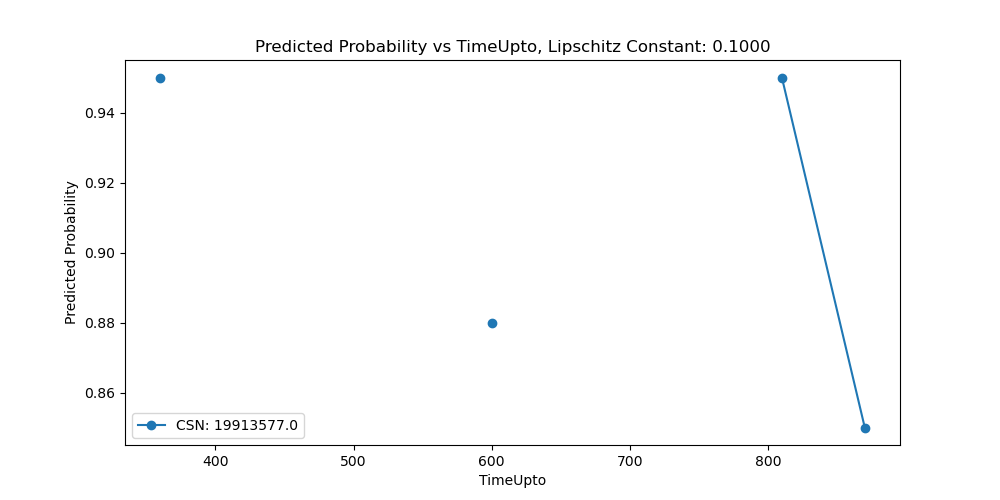 Predicted Probability vs TimeUpto, Lipschitz Constant: 0.1000
Predicted Probability
0.94
0.92
0.90
0.88
0.86
CSN: 19913577.0
400
500
600
700
800
TimeUpto